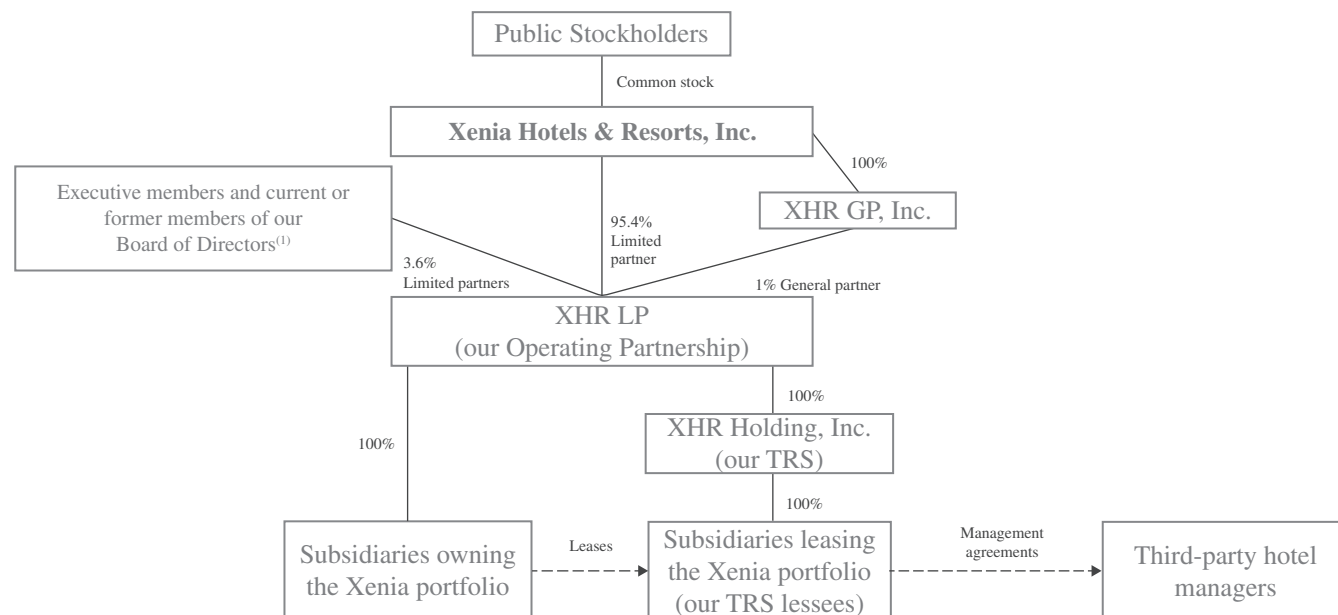 Public Stockholders
Common stock
Xenia Hotels & Resorts, Inc.
100%
Executive members and current or
former members of our
Board of Directors(1)
XHR GP, Inc.
95.4%
Limited
partner
3.6%
Limited partners
1% General partner
XHR LP
(our Operating Partnership)
100%
100%
XHR Holding, Inc.
(our TRS)
100%
Subsidiaries owning
the Xenia portfolio
Leases
Subsidiaries leasing
the Xenia portfolio
(our TRS lessees)
Management
agreements
Third-party hotel
managers